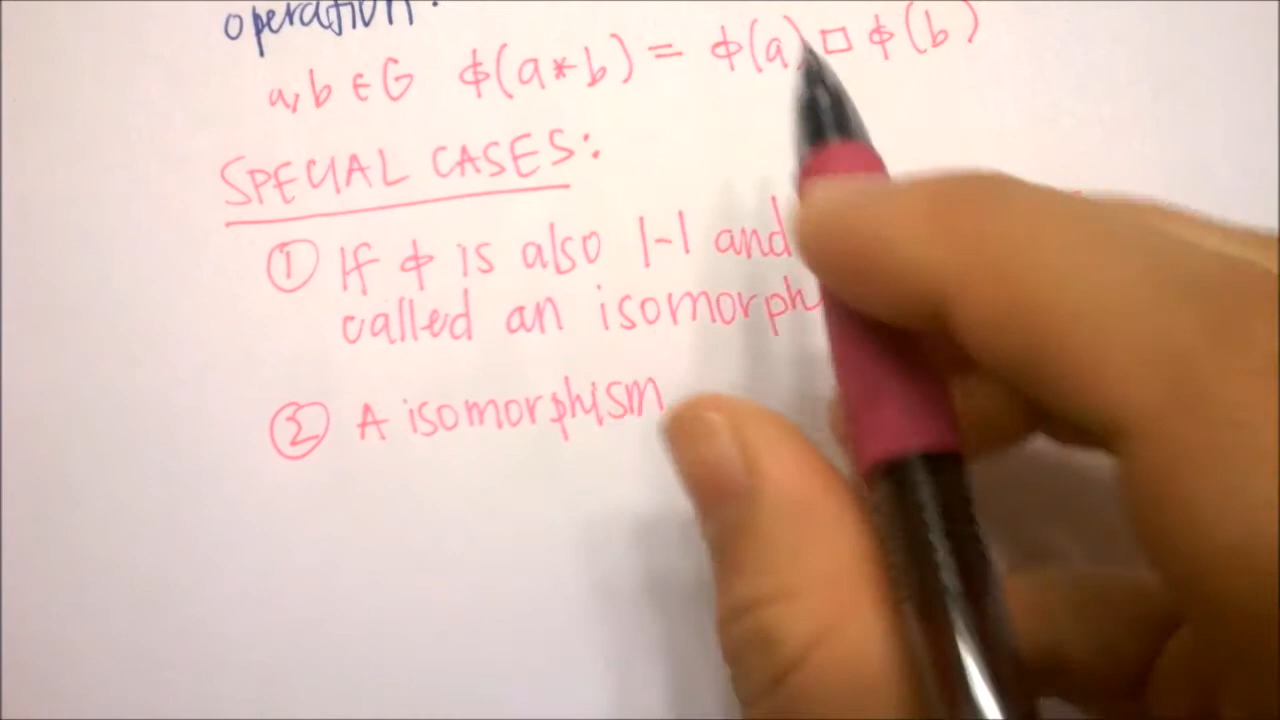 operation.
a, b ∈ G ϕ(a * b) = ϕ(a) □ ϕ(b)
SPECIAL CASES:
① If ϕ is also 1-1 and
called an isomorph
② A isomorphism